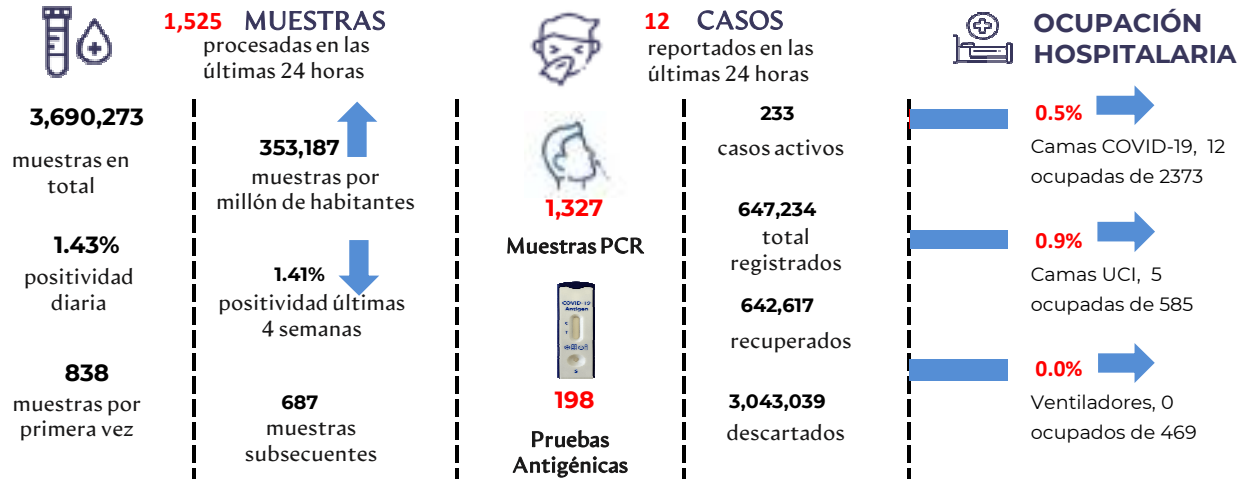 1,525 MUESTRAS
procesadas en las
últimas 24 horas
3,690,273
muestras en
total
1.43%
positividad
diaria
838
muestras por
primera vez
353,187
muestras por
millón de habitantes
1.41%
positividad últimas
4 semanas
687
muestras
subsecuentes
12 CASOS
reportados en las
últimas 24 horas
1,327
Muestras PCR
COVID-19
Antigen
C
T
S
198
Pruebas
Antigénicas
233
casos activos
647,234
total
registrados
642,617
recuperados
3,043,039
descartados
OCUPACIÓN
HOSPITALARIA
0.5%
Camas COVID-19, 12
ocupadas de 2373
0.9%
Camas UCI, 5
ocupadas de 585
0.0%
Ventiladores, 0
ocupados de 469